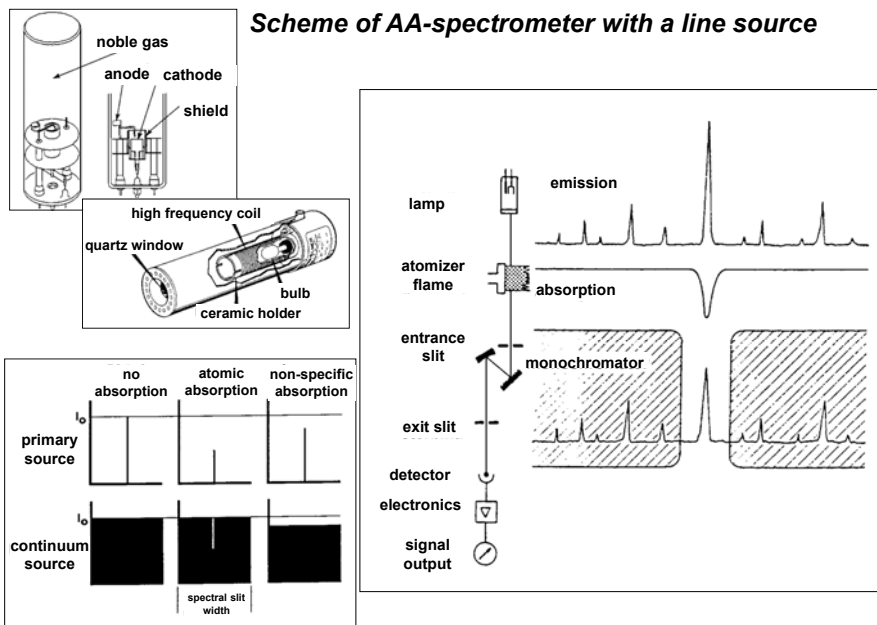 Scheme of AA-spectrometer with a line source
noble gas
anode cathode
shield
high frequency coil
quartz window
bulb
ceramic holder
no absorption
atomic absorption
non-specific absorption
I₀
primary source
I₀
continuum source
spectral slit width
lamp
emission
atomizer flame
absorption
entrance slit
monochromator
exit slit
detector
electronics
signal output